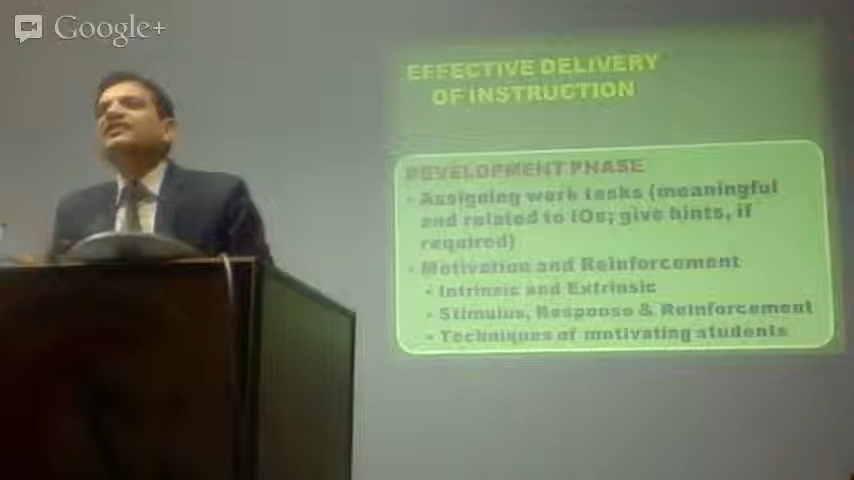 Google+
EFFECTIVE DELIVERY
OF INSTRUCTION
DEVELOPMENT PHASE
• Assigning work tasks (meaningful
and related to IOs; give hints, if
required)
• Motivation and Reinforcement
• Intrinsic and Extrinsic
• Stimulus, Response & Reinforcement
• Techniques of motivating students